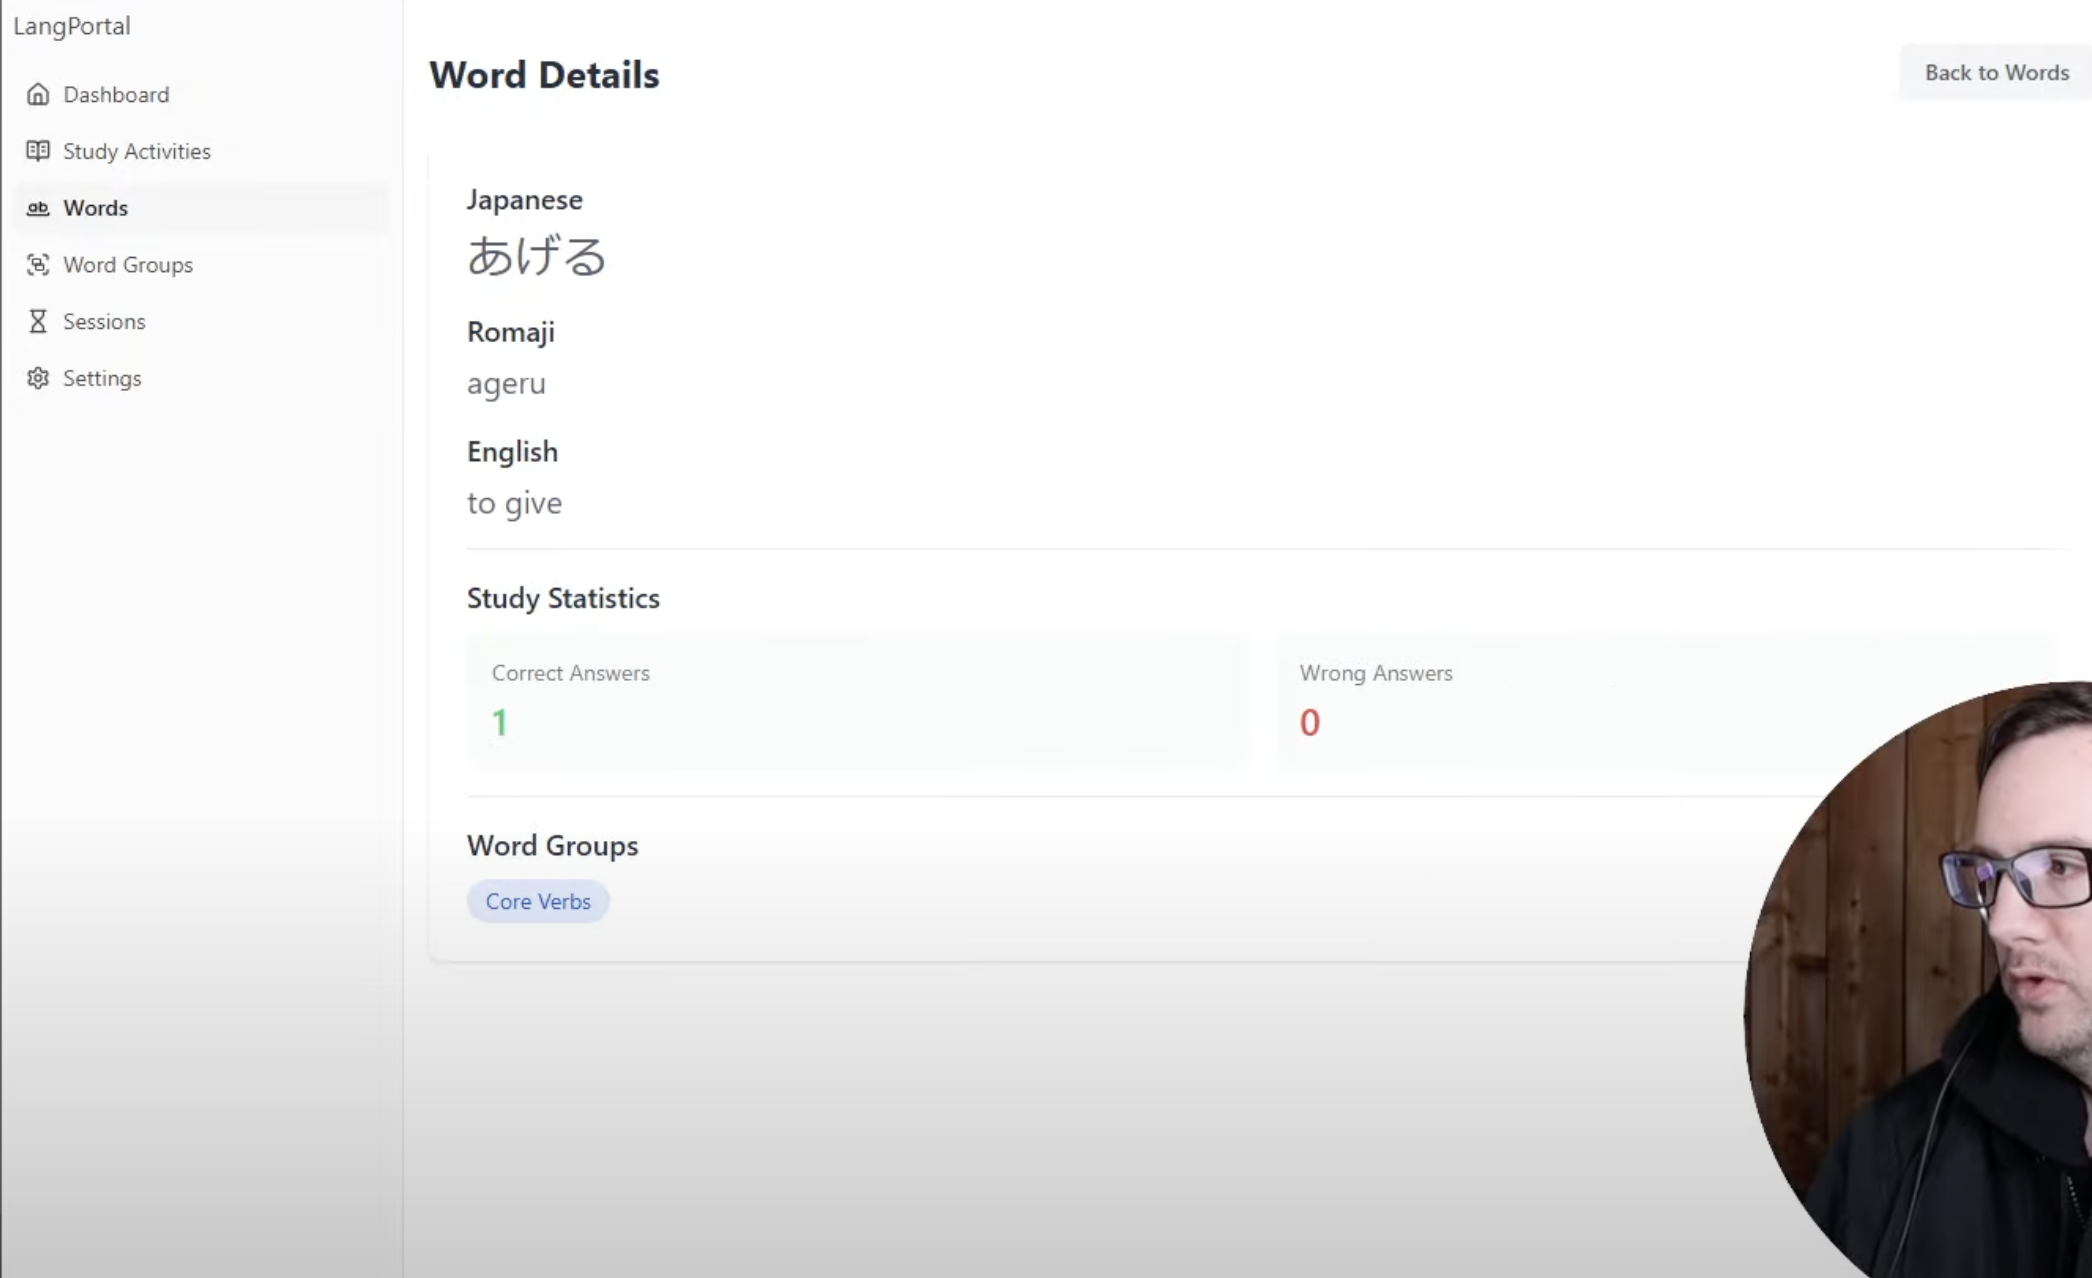 LangPortal
Dashboard
Study Activities
Words
Word Groups
Sessions
Settings
Word Details
Back to Words
Japanese
あげる
Romaji
ageru
English
to give
Study Statistics
Correct Answers
1
Wrong Answers
0
Word Groups
Core Verbs